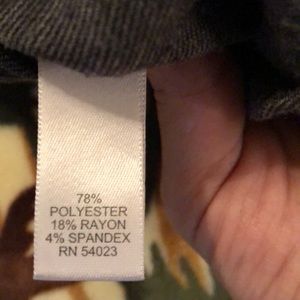 78%
POLYESTER
18% RAYON
4% SPANDEX
RN 54023